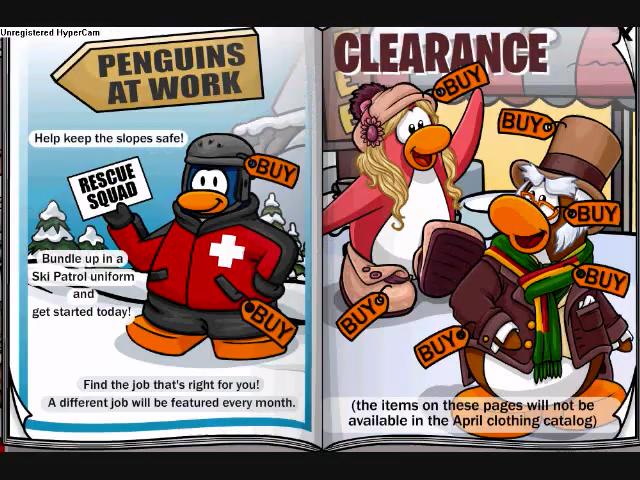 Unregistered HyperCam
PENGUINS
AT WORK
Help keep the slopes safe!
RESCUE
SQUAD
BUY
Bundle up in a
Ski Patrol uniform
and
get started today!
BUY
Find the job that's right for you!
A different job will be featured every month.
CLEARANCE
BUY
BUY
BUY
BUY
BUY
BUY
(the items on these pages will not be
available in the April clothing catalog)